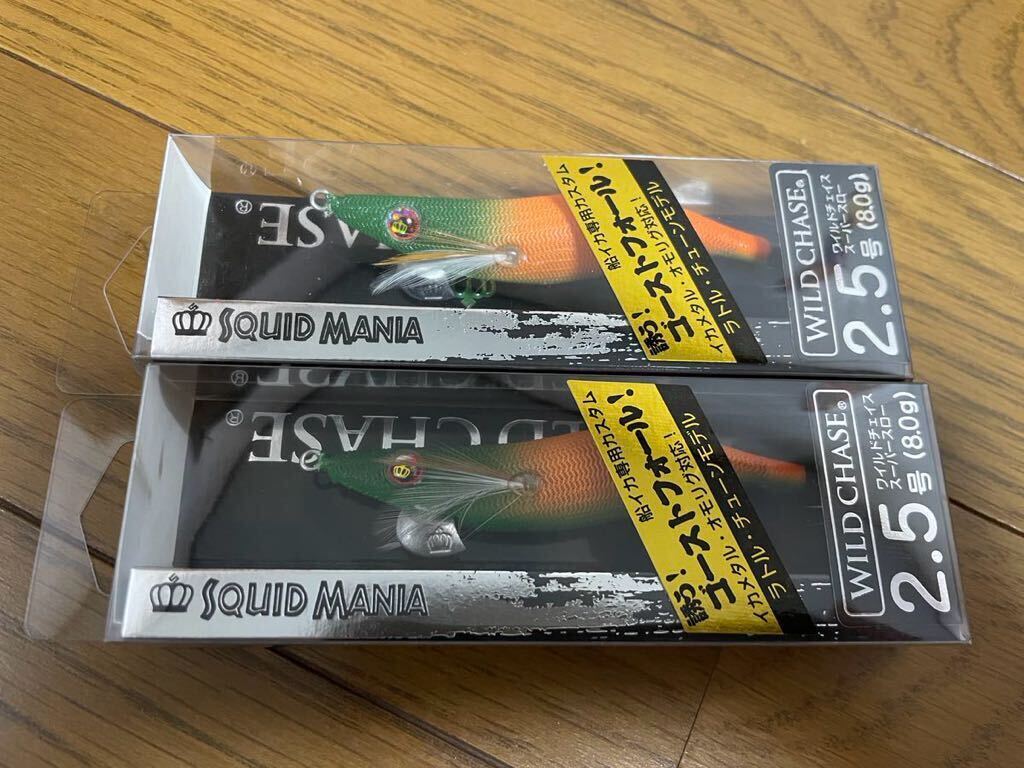 CHASE®
SQUID MANIA
船イカ専用カスタム
誘う!ゴーストフォール!
イカメタル・オモリグ対応!
ラトル・チューンモデル
WILD CHASE®
ワイルドチェイス
スーパースロー
2.5号(8.0g)
WILD CHASE®
SQUID MANIA
船イカ専用カスタム
誘う!ゴーストフォール!
イカメタル・オモリグ対応!
ラトル・チューンモデル
WILD CHASE®
ワイルドチェイス
スーパースロー
2.5号(8.0g)